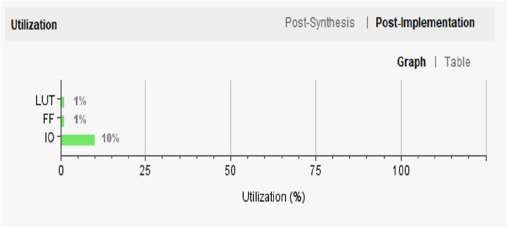 Utilization Post-Synthesis | Post-Implementation
Graph | Table
LUT 1%
FF 1%
IO 10%
0 25 50 75 100
Utilization (%)